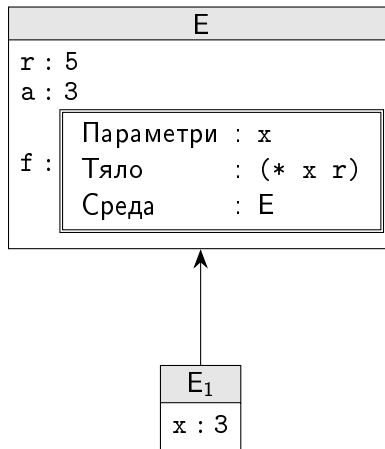 E
r : 5
a : 3
f :
Параметри : x
Тяло : (* x r)
Среда : E
E₁
x : 3